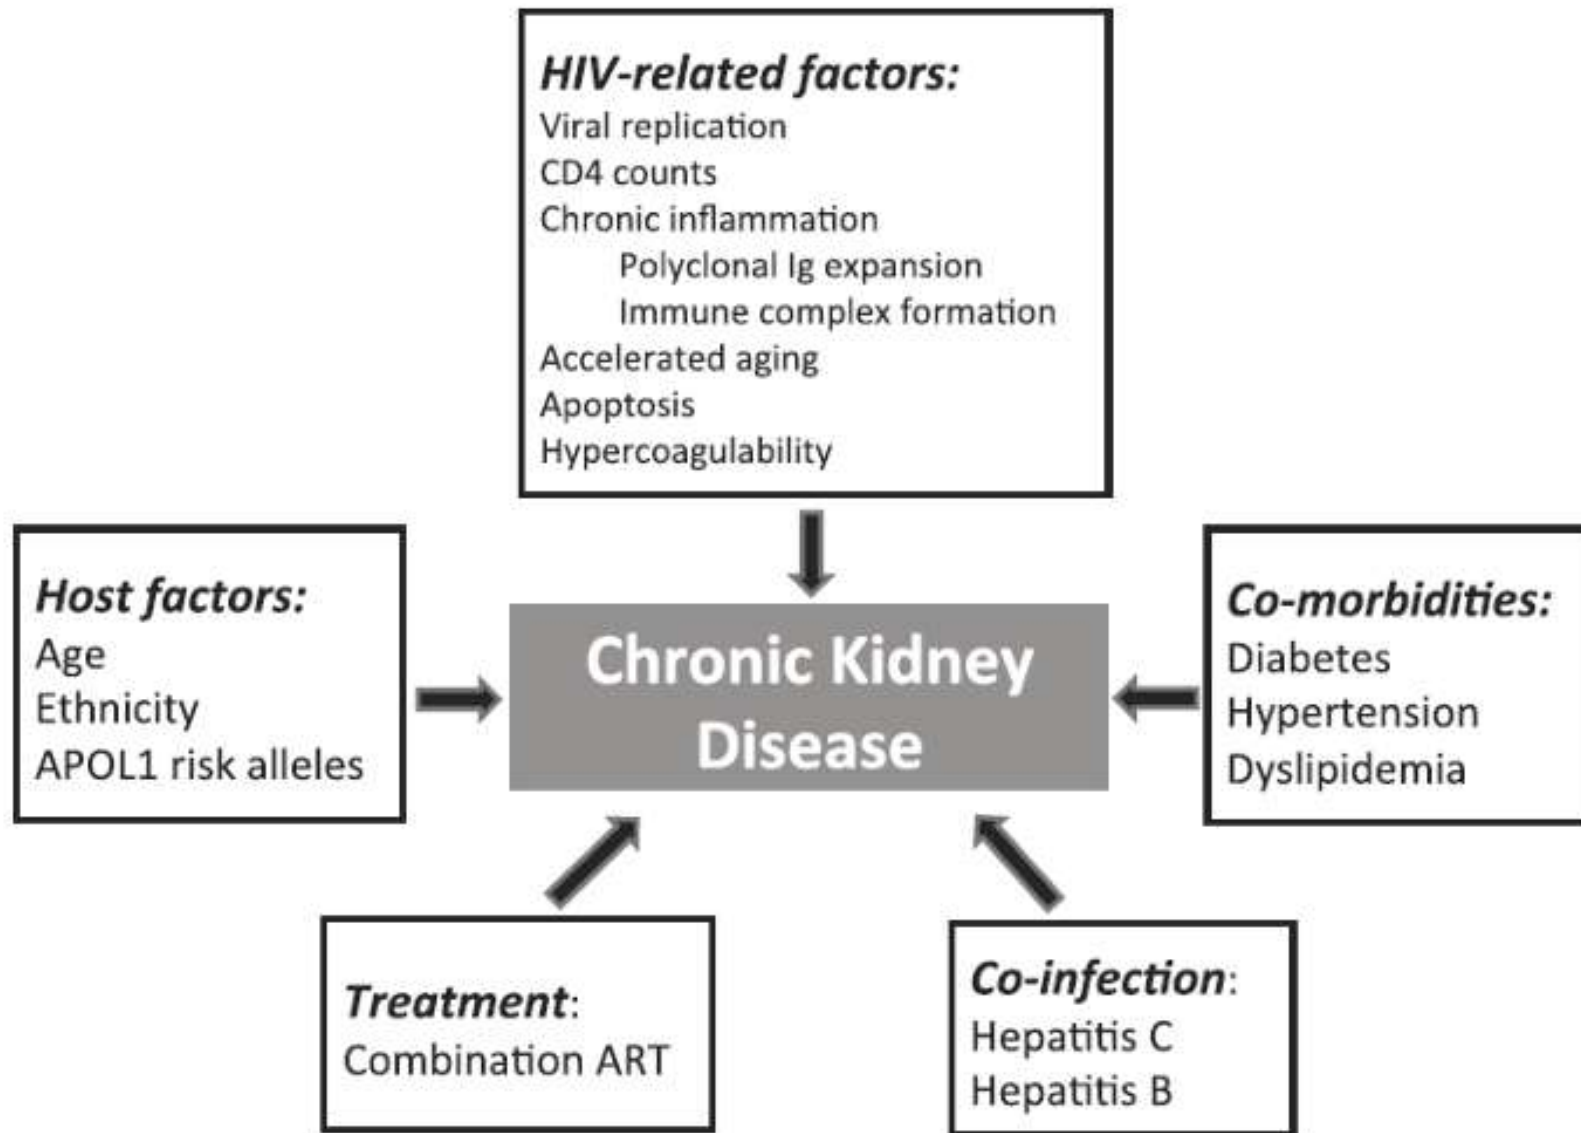 HIV-related factors:
Viral replication
CD4 counts
Chronic inflammation
Polyclonal Ig expansion
Immune complex formation
Accelerated aging
Apoptosis
Hypercoagulability
Host factors:
Age
Ethnicity
APOL1 risk alleles
Chronic Kidney
Disease
Co-morbidities:
Diabetes
Hypertension
Dyslipidemia
Treatment:
Combination ART
Co-infection:
Hepatitis C
Hepatitis B